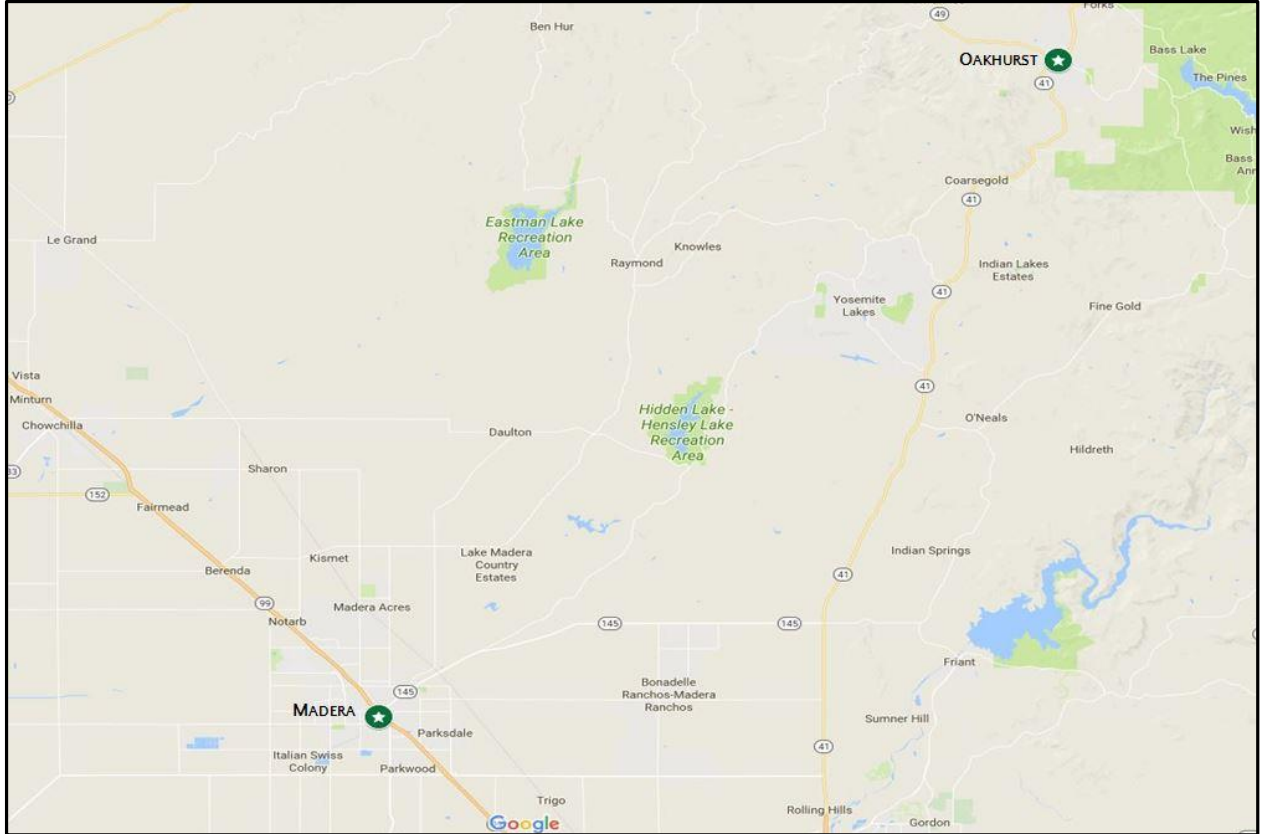 Ben Hur
49
Forks
OAKHURST
41
Bass Lake
The Pines
Wish
Bass
Ann
Coarsegold
41
Eastman Lake
Recreation
Area
Le Grand
Knowles
Raymond
Indian Lakes
Estates
41
Yosemite
Lakes
Fine Gold
Vista
Minturn
Chowchilla
41
Hidden Lake -
Hensley Lake
Recreation
Area
O'Neals
Daulton
Hildreth
Sharon
33
152
Fairmead
Indian Springs
Kismet
Lake Madera
Country
Estates
Berenda
41
99
Madera Acres
Notarb
145
145
Friant
145
Bonadelle
Ranchos-Madera
Ranchos
MADERA
Sumner Hill
Parksdale
41
Italian Swiss
Colony
Parkwood
Trigo
Rolling Hills
Google
Gordon